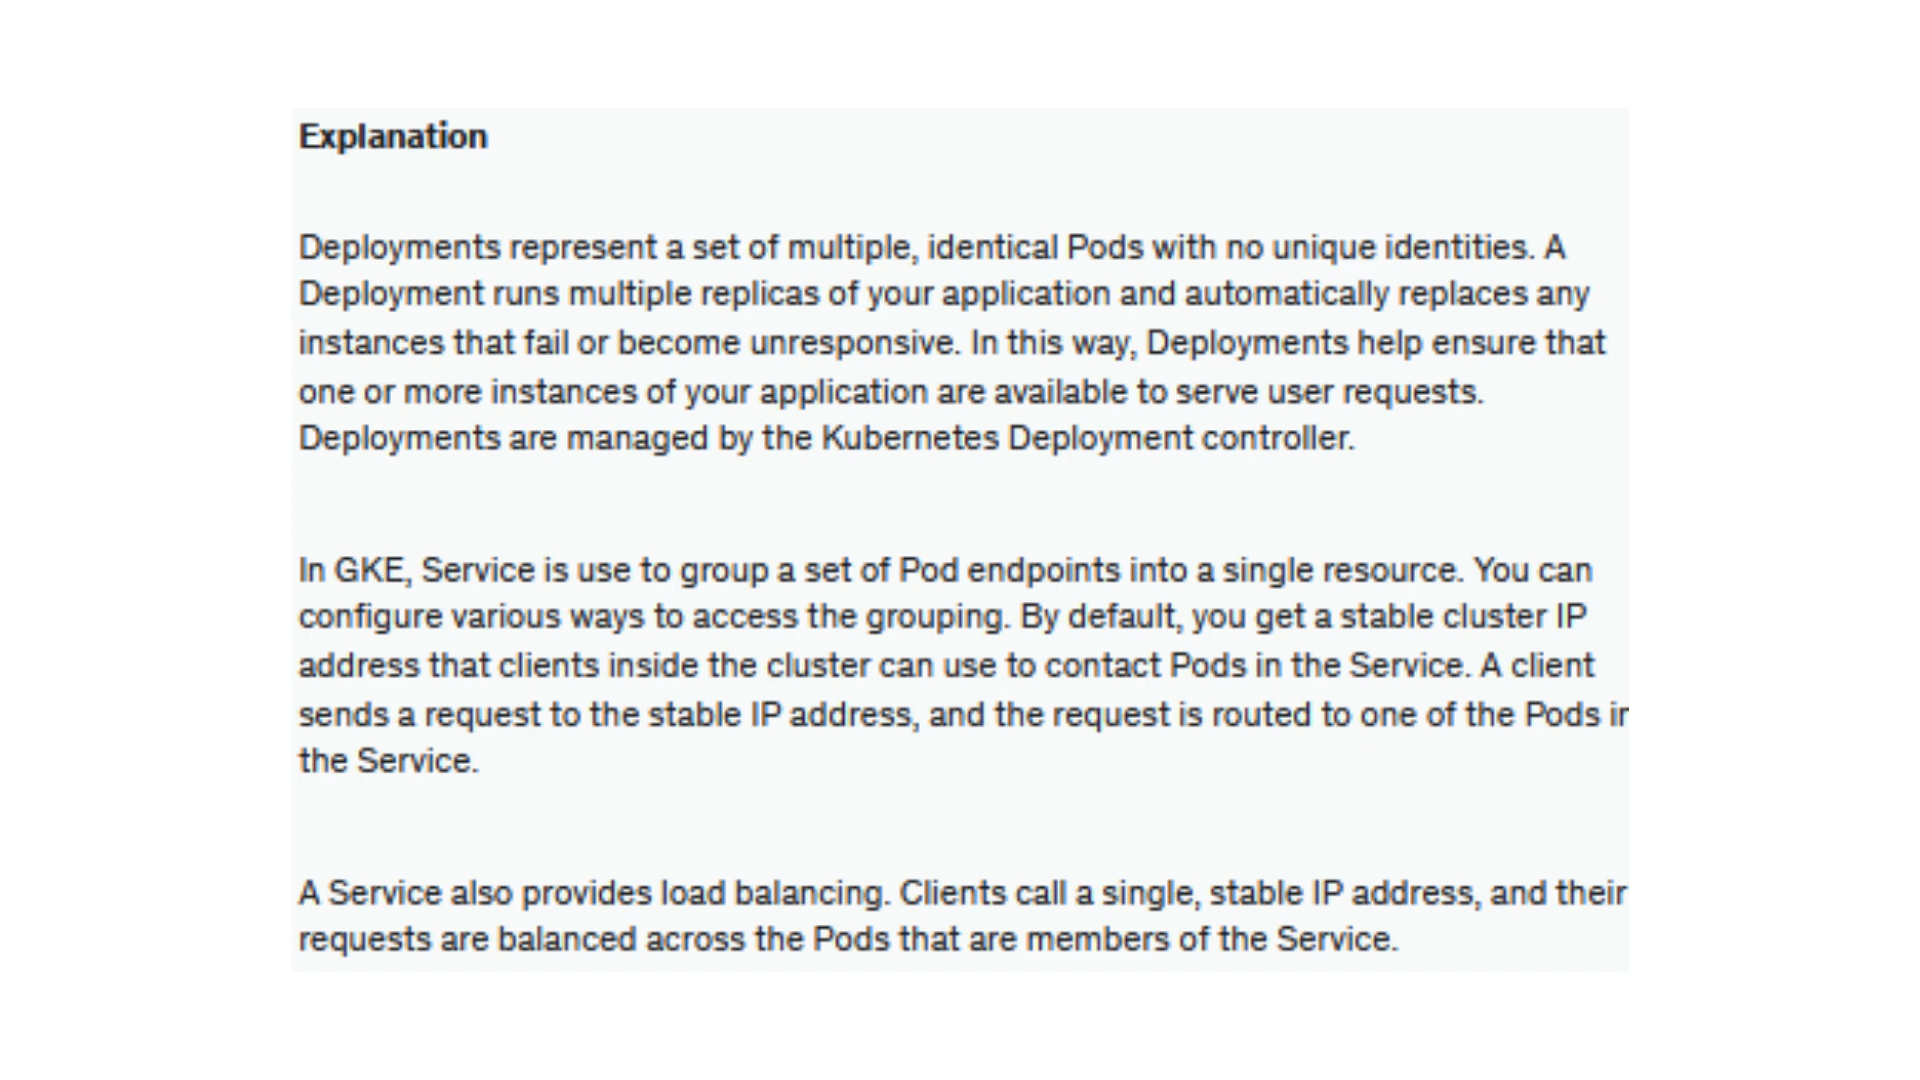 Explanation
Deployments represent a set of multiple, identical Pods with no unique identities. A
Deployment runs multiple replicas of your application and automatically replaces any
instances that fail or become unresponsive. In this way, Deployments help ensure that
one or more instances of your application are available to serve user requests.
Deployments are managed by the Kubernetes Deployment controller.
In GKE, Service is use to group a set of Pod endpoints into a single resource. You can
configure various ways to access the grouping. By default, you get a stable cluster IP
address that clients inside the cluster can use to contact Pods in the Service. A client
sends a request to the stable IP address, and the request is routed to one of the Pods in
the Service.
A Service also provides load balancing. Clients call a single, stable IP address, and their
requests are balanced across the Pods that are members of the Service.